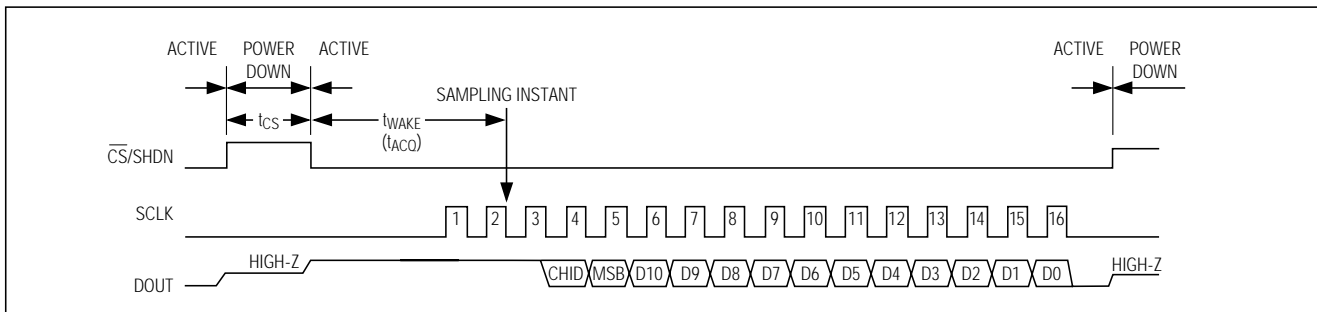 ACTIVE POWER DOWN ACTIVE
ACTIVE POWER DOWN
SAMPLING INSTANT
tCS
tWAKE
(tACQ)
CS/SHDN
SCLK
1 2 3 4 5 6 7 8 9 10 11 12 13 14 15 16
HIGH-Z
CHID MSB D10 D9 D8 D7 D6 D5 D4 D3 D2 D1 D0
HIGH-Z
DOUT